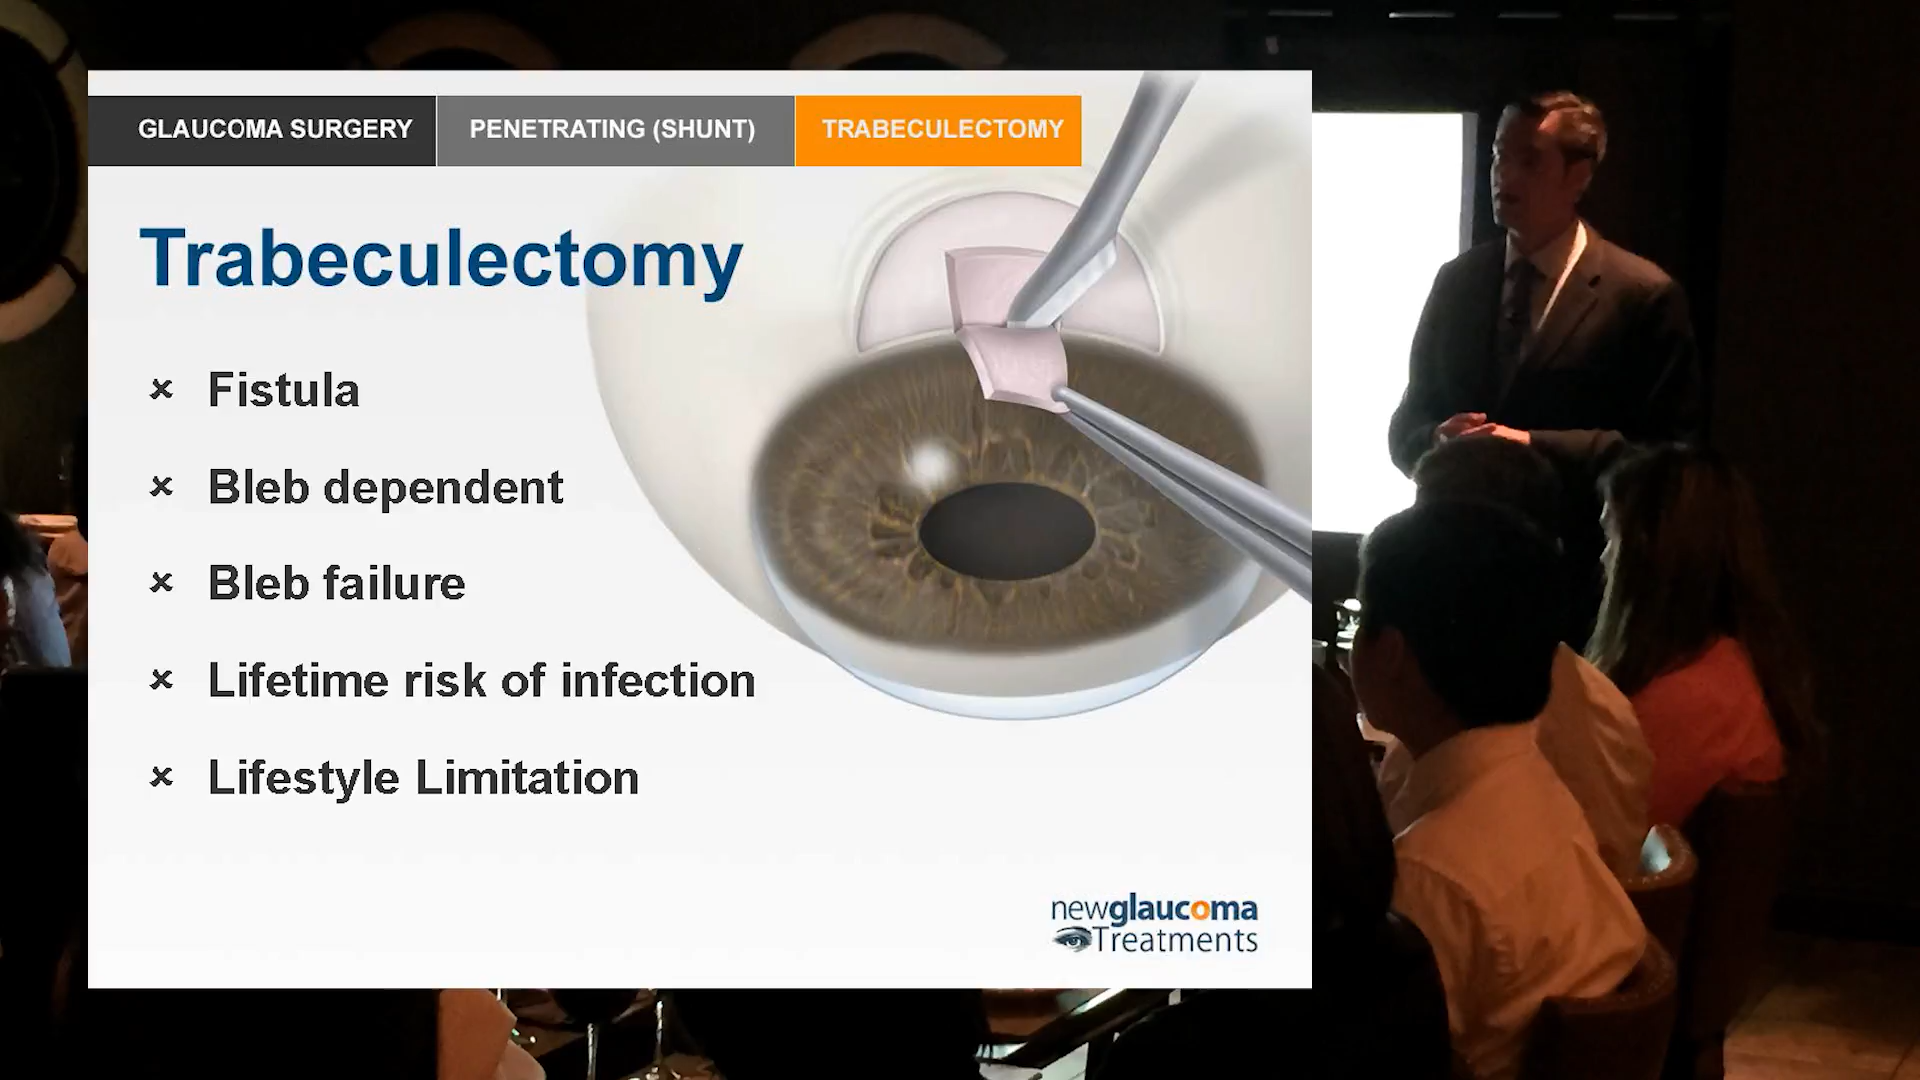 GLAUCOMA SURGERY PENETRATING (SHUNT) TRABECULECTOMY
Trabeculectomy
× Fistula
× Bleb dependent
× Bleb failure
× Lifetime risk of infection
× Lifestyle Limitation
newglaucoma
Treatments